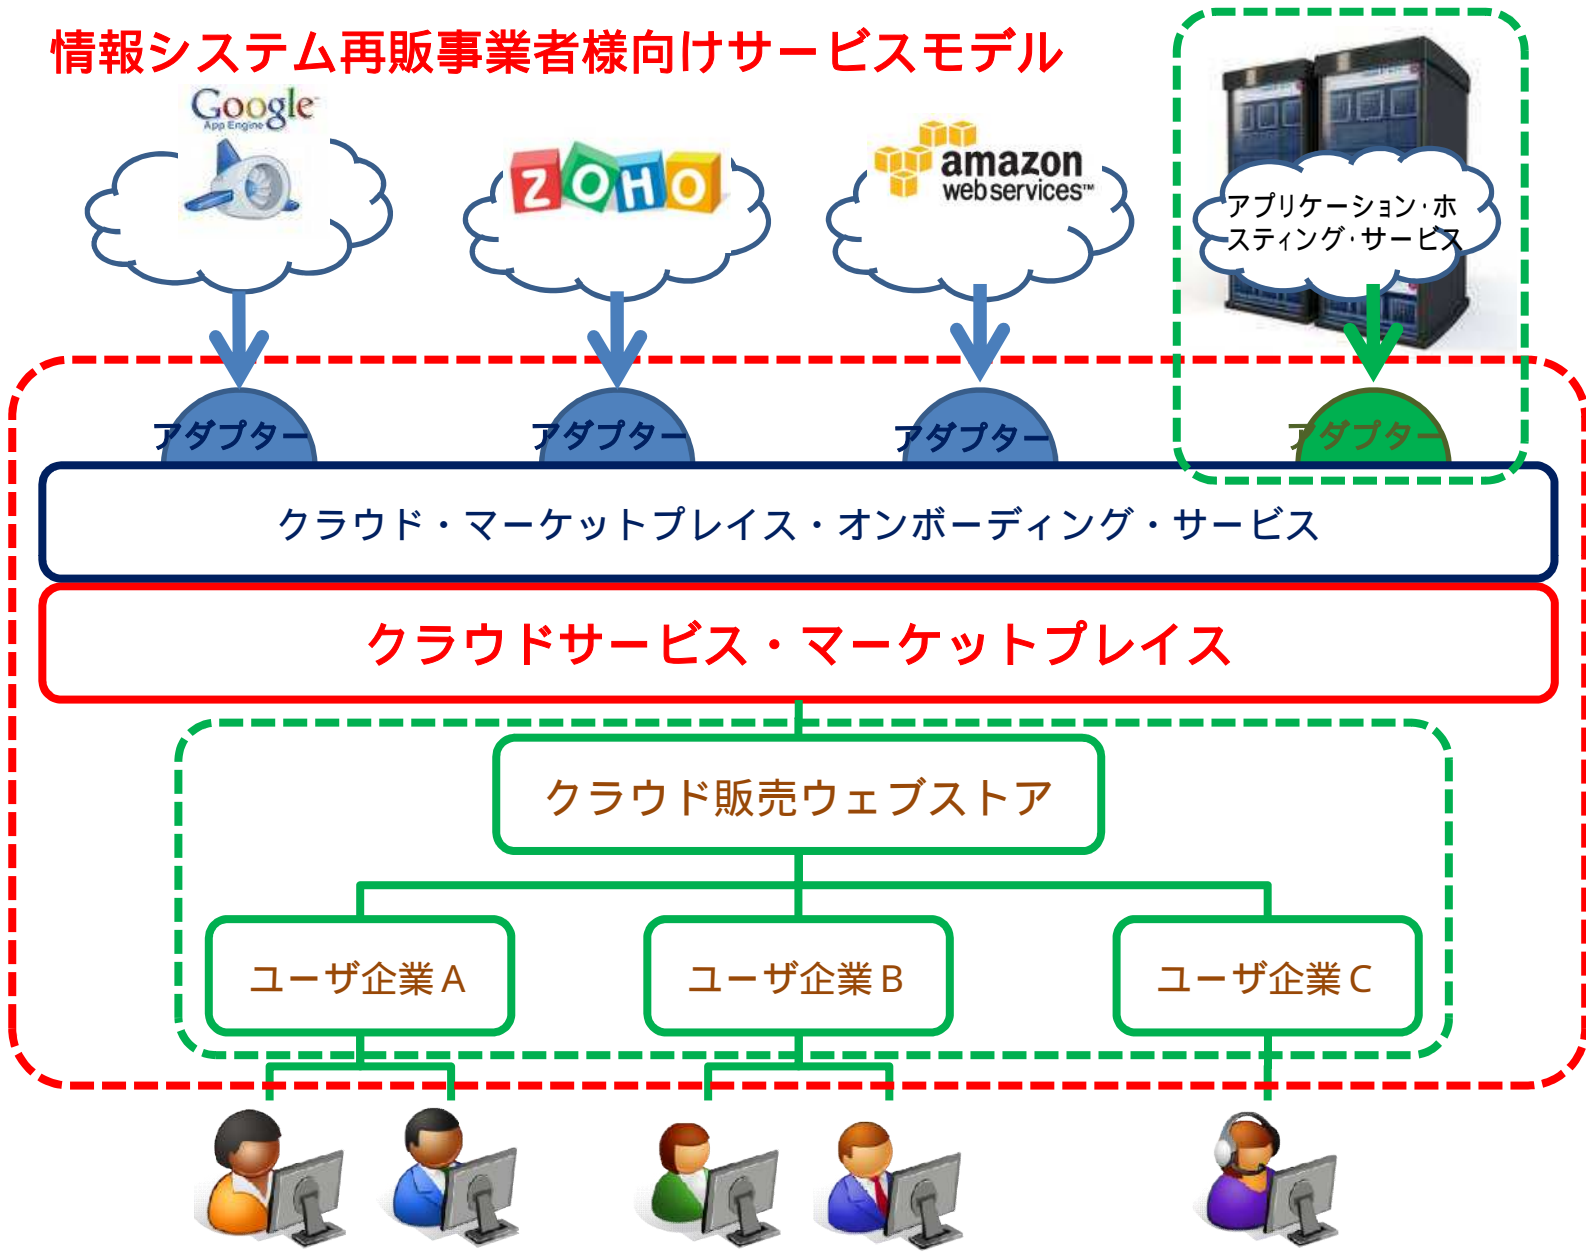 情報システム再販事業者様向けサービスモデル
Google™
App Engine
ZOHO
amazon
web services™
アプリケーション・ホ
スティング・サービス
アダプター
アダプター
アダプター
アダプター
クラウド・マーケットプレイス・オンボーディング・サービス
クラウドサービス・マーケットプレイス
クラウド販売ウェブストア
ユーザ企業A
ユーザ企業B
ユーザ企業C